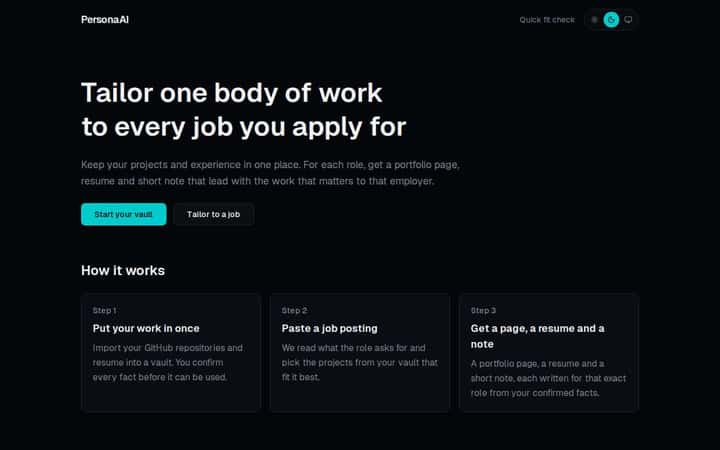 PersonaAI
Quick fit check
Tailor one body of work
to every job you apply for
Keep your projects and experience in one place. For each role, get a portfolio page,
resume and short note that lead with the work that matters to that employer.
Start your vault
Tailor to a job
How it works
Step 1
Put your work in once
Import your GitHub repositories and
resume into a vault. You confirm
every fact before it can be used.
Step 2
Paste a job posting
We read what the role asks for and
pick the projects from your vault that
fit it best.
Step 3
Get a page, a resume and a
note
A portfolio page, a resume and a
short note, each written for that exact
role from your confirmed facts.